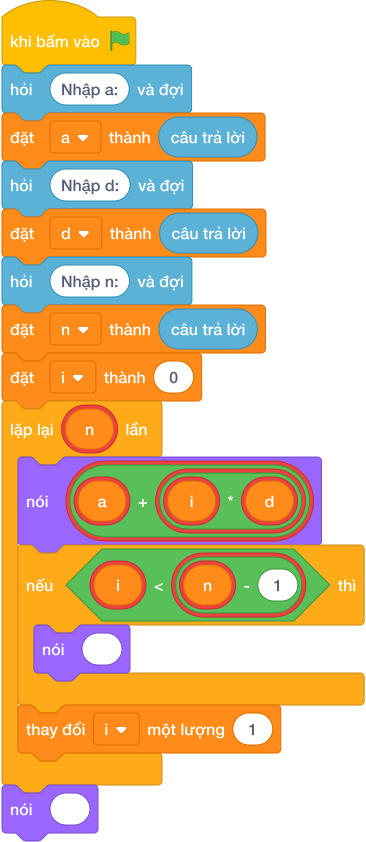 khi bấm vào
hỏi Nhập a: và đợi
đặt a thành câu trả lời
hỏi Nhập d: và đợi
đặt d thành câu trả lời
hỏi Nhập n: và đợi
đặt n thành câu trả lời
đặt i thành 0
lặp lại n lần
nói a + i * d
nếu i < n - 1 thì
nói
thay đổi i một lượng 1
nói